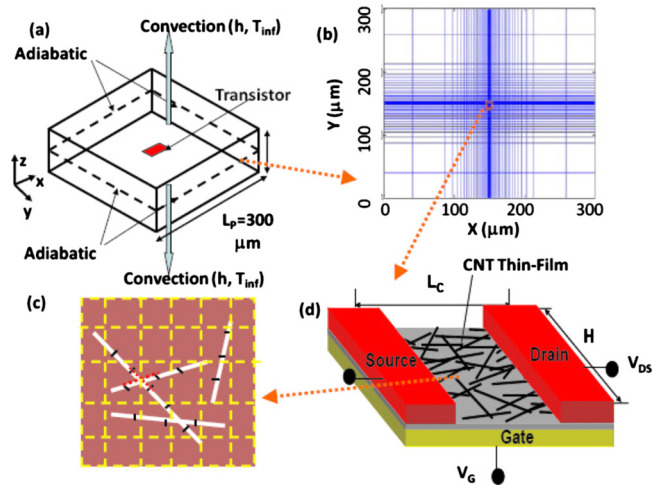 (a)
Convection (h, T_inf)
Adiabatic
Transistor
z
x
y
L_P=300
μm
Adiabatic
Convection (h, T_inf)
(b)
Y (μm)
300
200
100
0
0 100 200 300
X (μm)
(c)
(d)
CNT Thin-Film
L_C
H
Source
Drain
V_DS
Gate
V_G